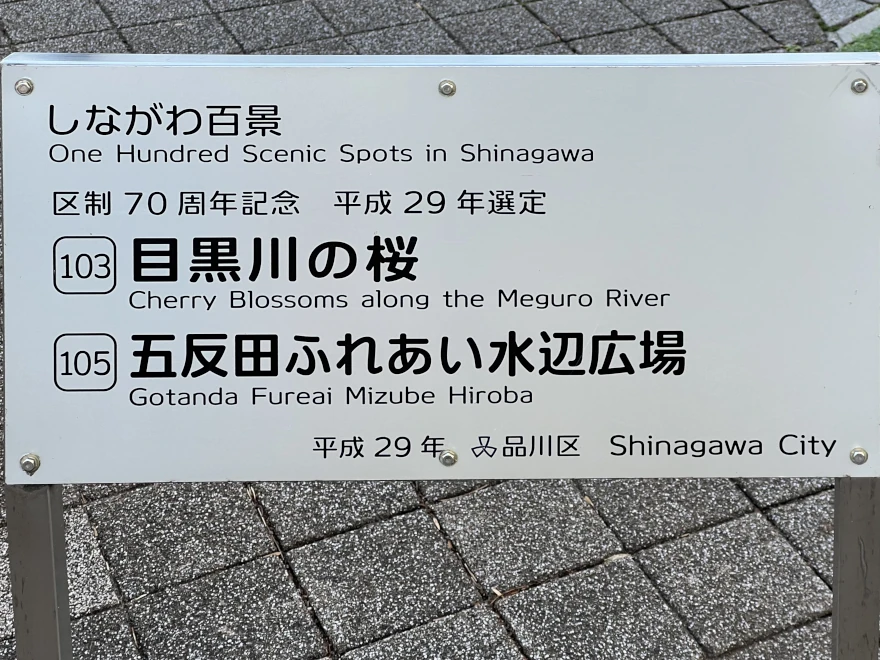 しながわ百景
One Hundred Scenic Spots in Shinagawa
区制 70 周年記念　平成 29 年選定
103 目黒川の桜
Cherry Blossoms along the Meguro River
105 五反田ふれあい水辺広場
Gotanda Fureai Mizube Hiroba
平成 29 年 品川区 Shinagawa City